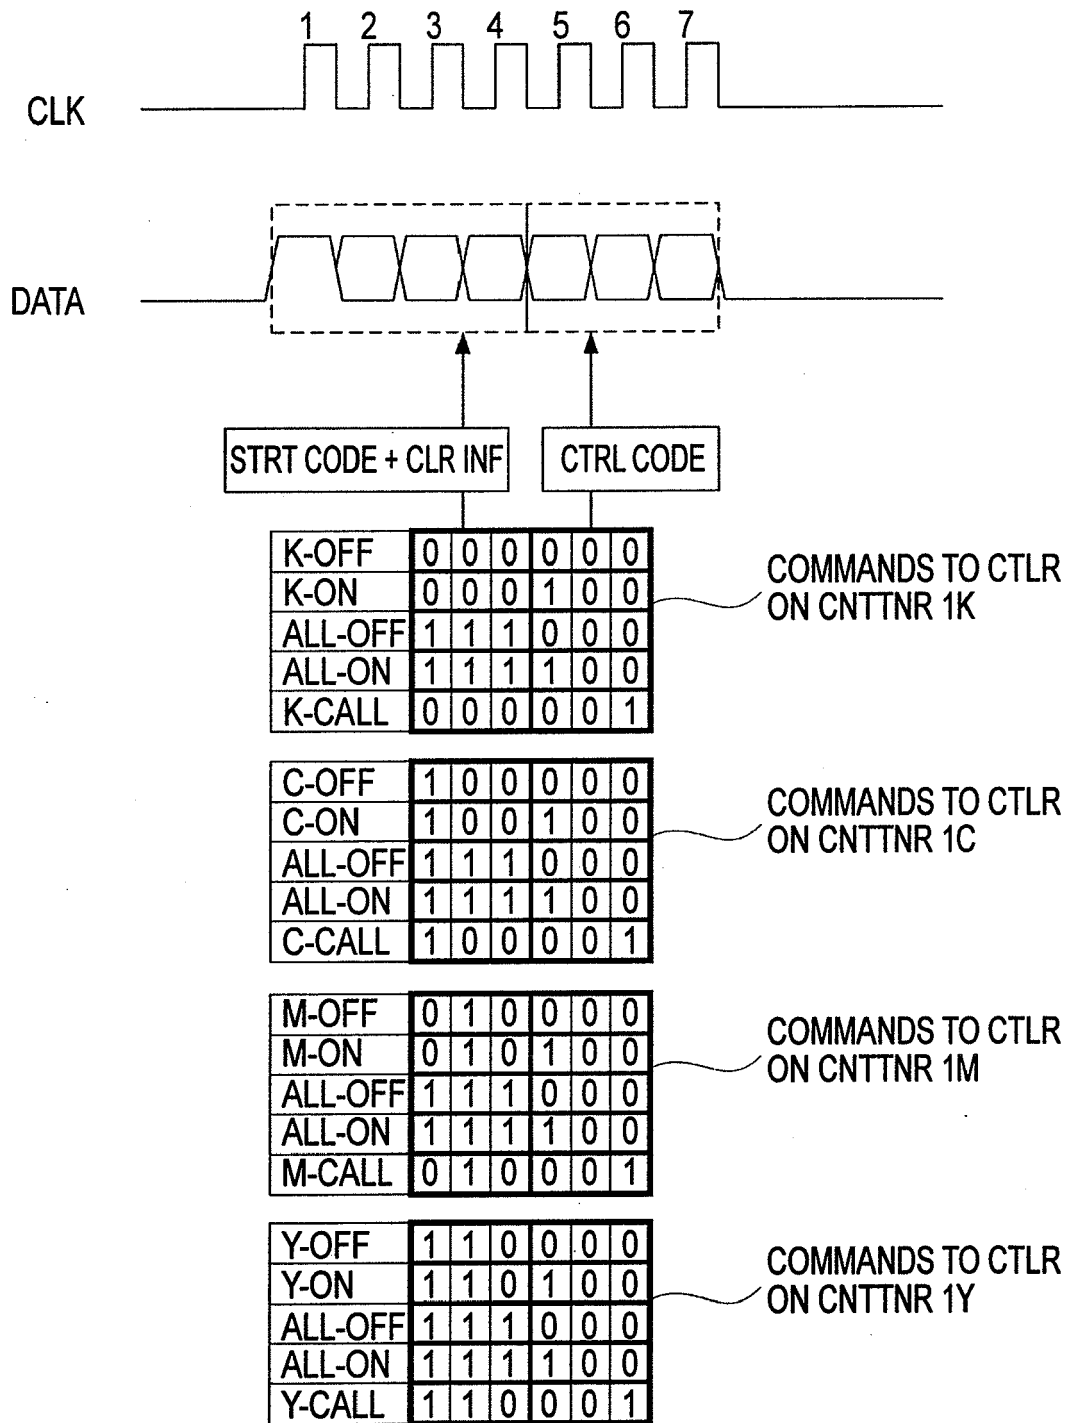 1 2 3 4 5 6 7
CLK
DATA
STRT CODE + CLR INF
CTRL CODE
K-OFF 0 0 0 0 0 0
K-ON 0 0 0 1 0 0
ALL-OFF 1 1 1 0 0 0
ALL-ON 1 1 1 1 0 0
K-CALL 0 0 0 0 0 1
COMMANDS TO CTLR
ON CNTTNR 1K
C-OFF 1 0 0 0 0 0
C-ON 1 0 0 1 0 0
ALL-OFF 1 1 1 0 0 0
ALL-ON 1 1 1 1 0 0
C-CALL 1 0 0 0 0 1
COMMANDS TO CTLR
ON CNTTNR 1C
M-OFF 0 1 0 0 0 0
M-ON 0 1 0 1 0 0
ALL-OFF 1 1 1 0 0 0
ALL-ON 1 1 1 1 0 0
M-CALL 0 1 0 0 0 1
COMMANDS TO CTLR
ON CNTTNR 1M
Y-OFF 1 1 0 0 0 0
Y-ON 1 1 0 1 0 0
ALL-OFF 1 1 1 0 0 0
ALL-ON 1 1 1 1 0 0
Y-CALL 1 1 0 0 0 1
COMMANDS TO CTLR
ON CNTTNR 1Y